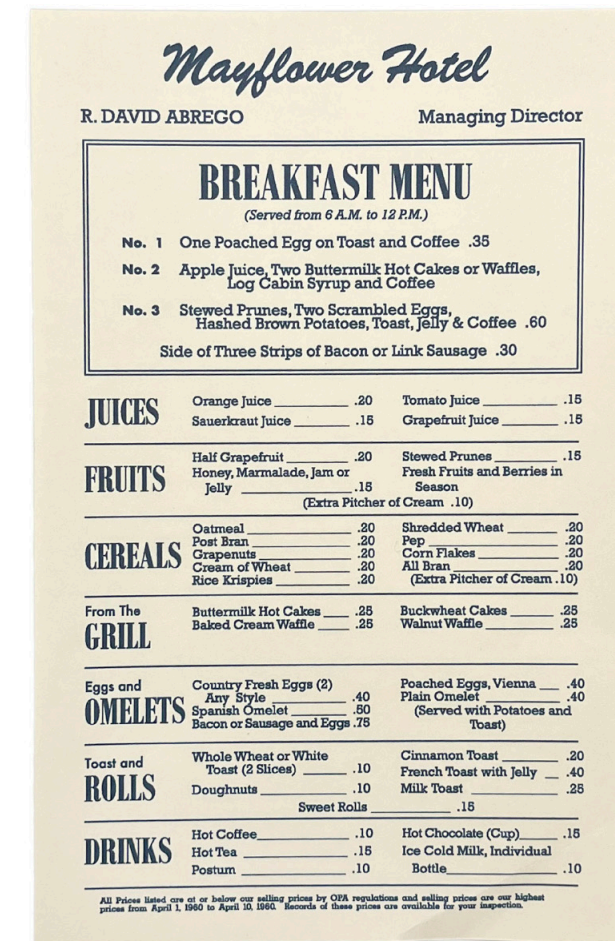 Mayflower Hotel
R. DAVID ABREGO Managing Director
BREAKFAST MENU
(Served from 6 A.M. to 12 P.M.)
No. 1 One Poached Egg on Toast and Coffee .35
No. 2 Apple Juice, Two Buttermilk Hot Cakes or Waffles,
Log Cabin Syrup and Coffee
No. 3 Stewed Prunes, Two Scrambled Eggs,
Hashed Brown Potatoes, Toast, Jelly & Coffee .60
Side of Three Strips of Bacon or Link Sausage .30
JUICES
Orange Juice .20
Sauerkraut Juice .15
Tomato Juice .15
Grapefruit Juice .15
FRUITS
Half Grapefruit .20
Honey, Marmalade, Jam or
Jelly .15
Stewed Prunes .15
Fresh Fruits and Berries in
Season
(Extra Pitcher of Cream .10)
CEREALS
Oatmeal .20
Post Bran .20
Grapenuts .20
Cream of Wheat .20
Rice Krispies .20
Shredded Wheat .20
Pep .20
Corn Flakes .20
All Bran .20
(Extra Pitcher of Cream .10)
From The
GRILL
Buttermilk Hot Cakes .25
Baked Cream Waffle .25
Buckwheat Cakes .25
Walnut Waffle .25
Eggs and
OMELETS
Country Fresh Eggs (2)
Any Style .40
Spanish Omelet .50
Bacon or Sausage and Eggs .75
Poached Eggs, Vienna .40
Plain Omelet .40
(Served with Potatoes and
Toast)
Toast and
ROLLS
Whole Wheat or White
Toast (2 Slices) .10
Doughnuts .10
Cinnamon Toast .20
French Toast with Jelly .40
Milk Toast .25
Sweet Rolls .15
DRINKS
Hot Coffee .10
Hot Tea .15
Postum .10
Hot Chocolate (Cup) .15
Ice Cold Milk, Individual
Bottle .10
All Prices listed are at or below our selling prices by OPA regulations and selling prices are our highest
prices from April 1, 1960 to April 10, 1960. Records of these prices are available for your inspection.